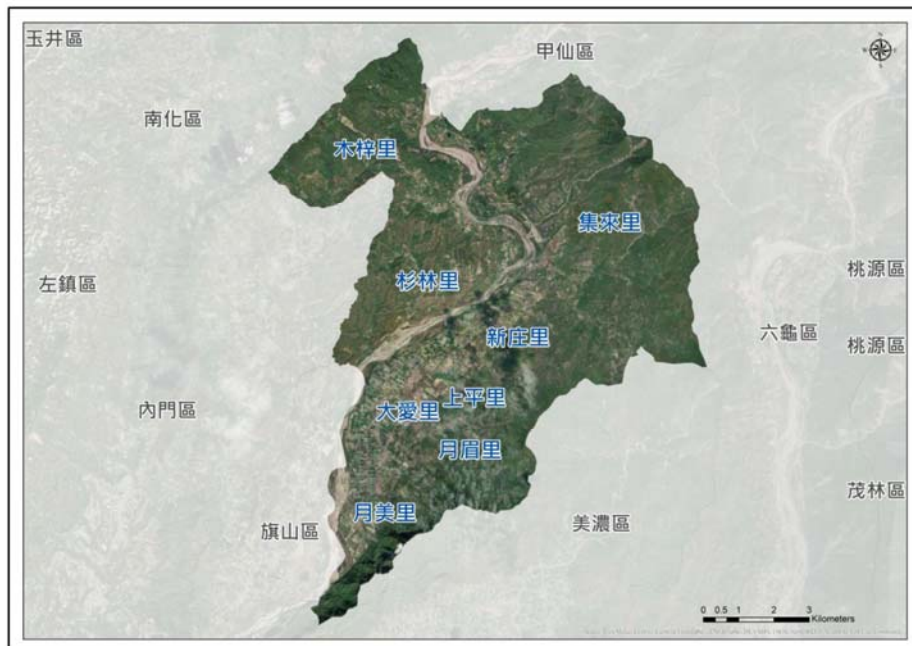 玉井區
甲仙區
N
W
E
S
南化區
木梓里
集來里
桃源區
左鎮區
杉林里
新庄里
六龜區
桃源區
上平里
大愛里
內門區
月眉里
茂林區
月美里
旗山區
美濃區
0 0.5 1 2 3
Kilometers